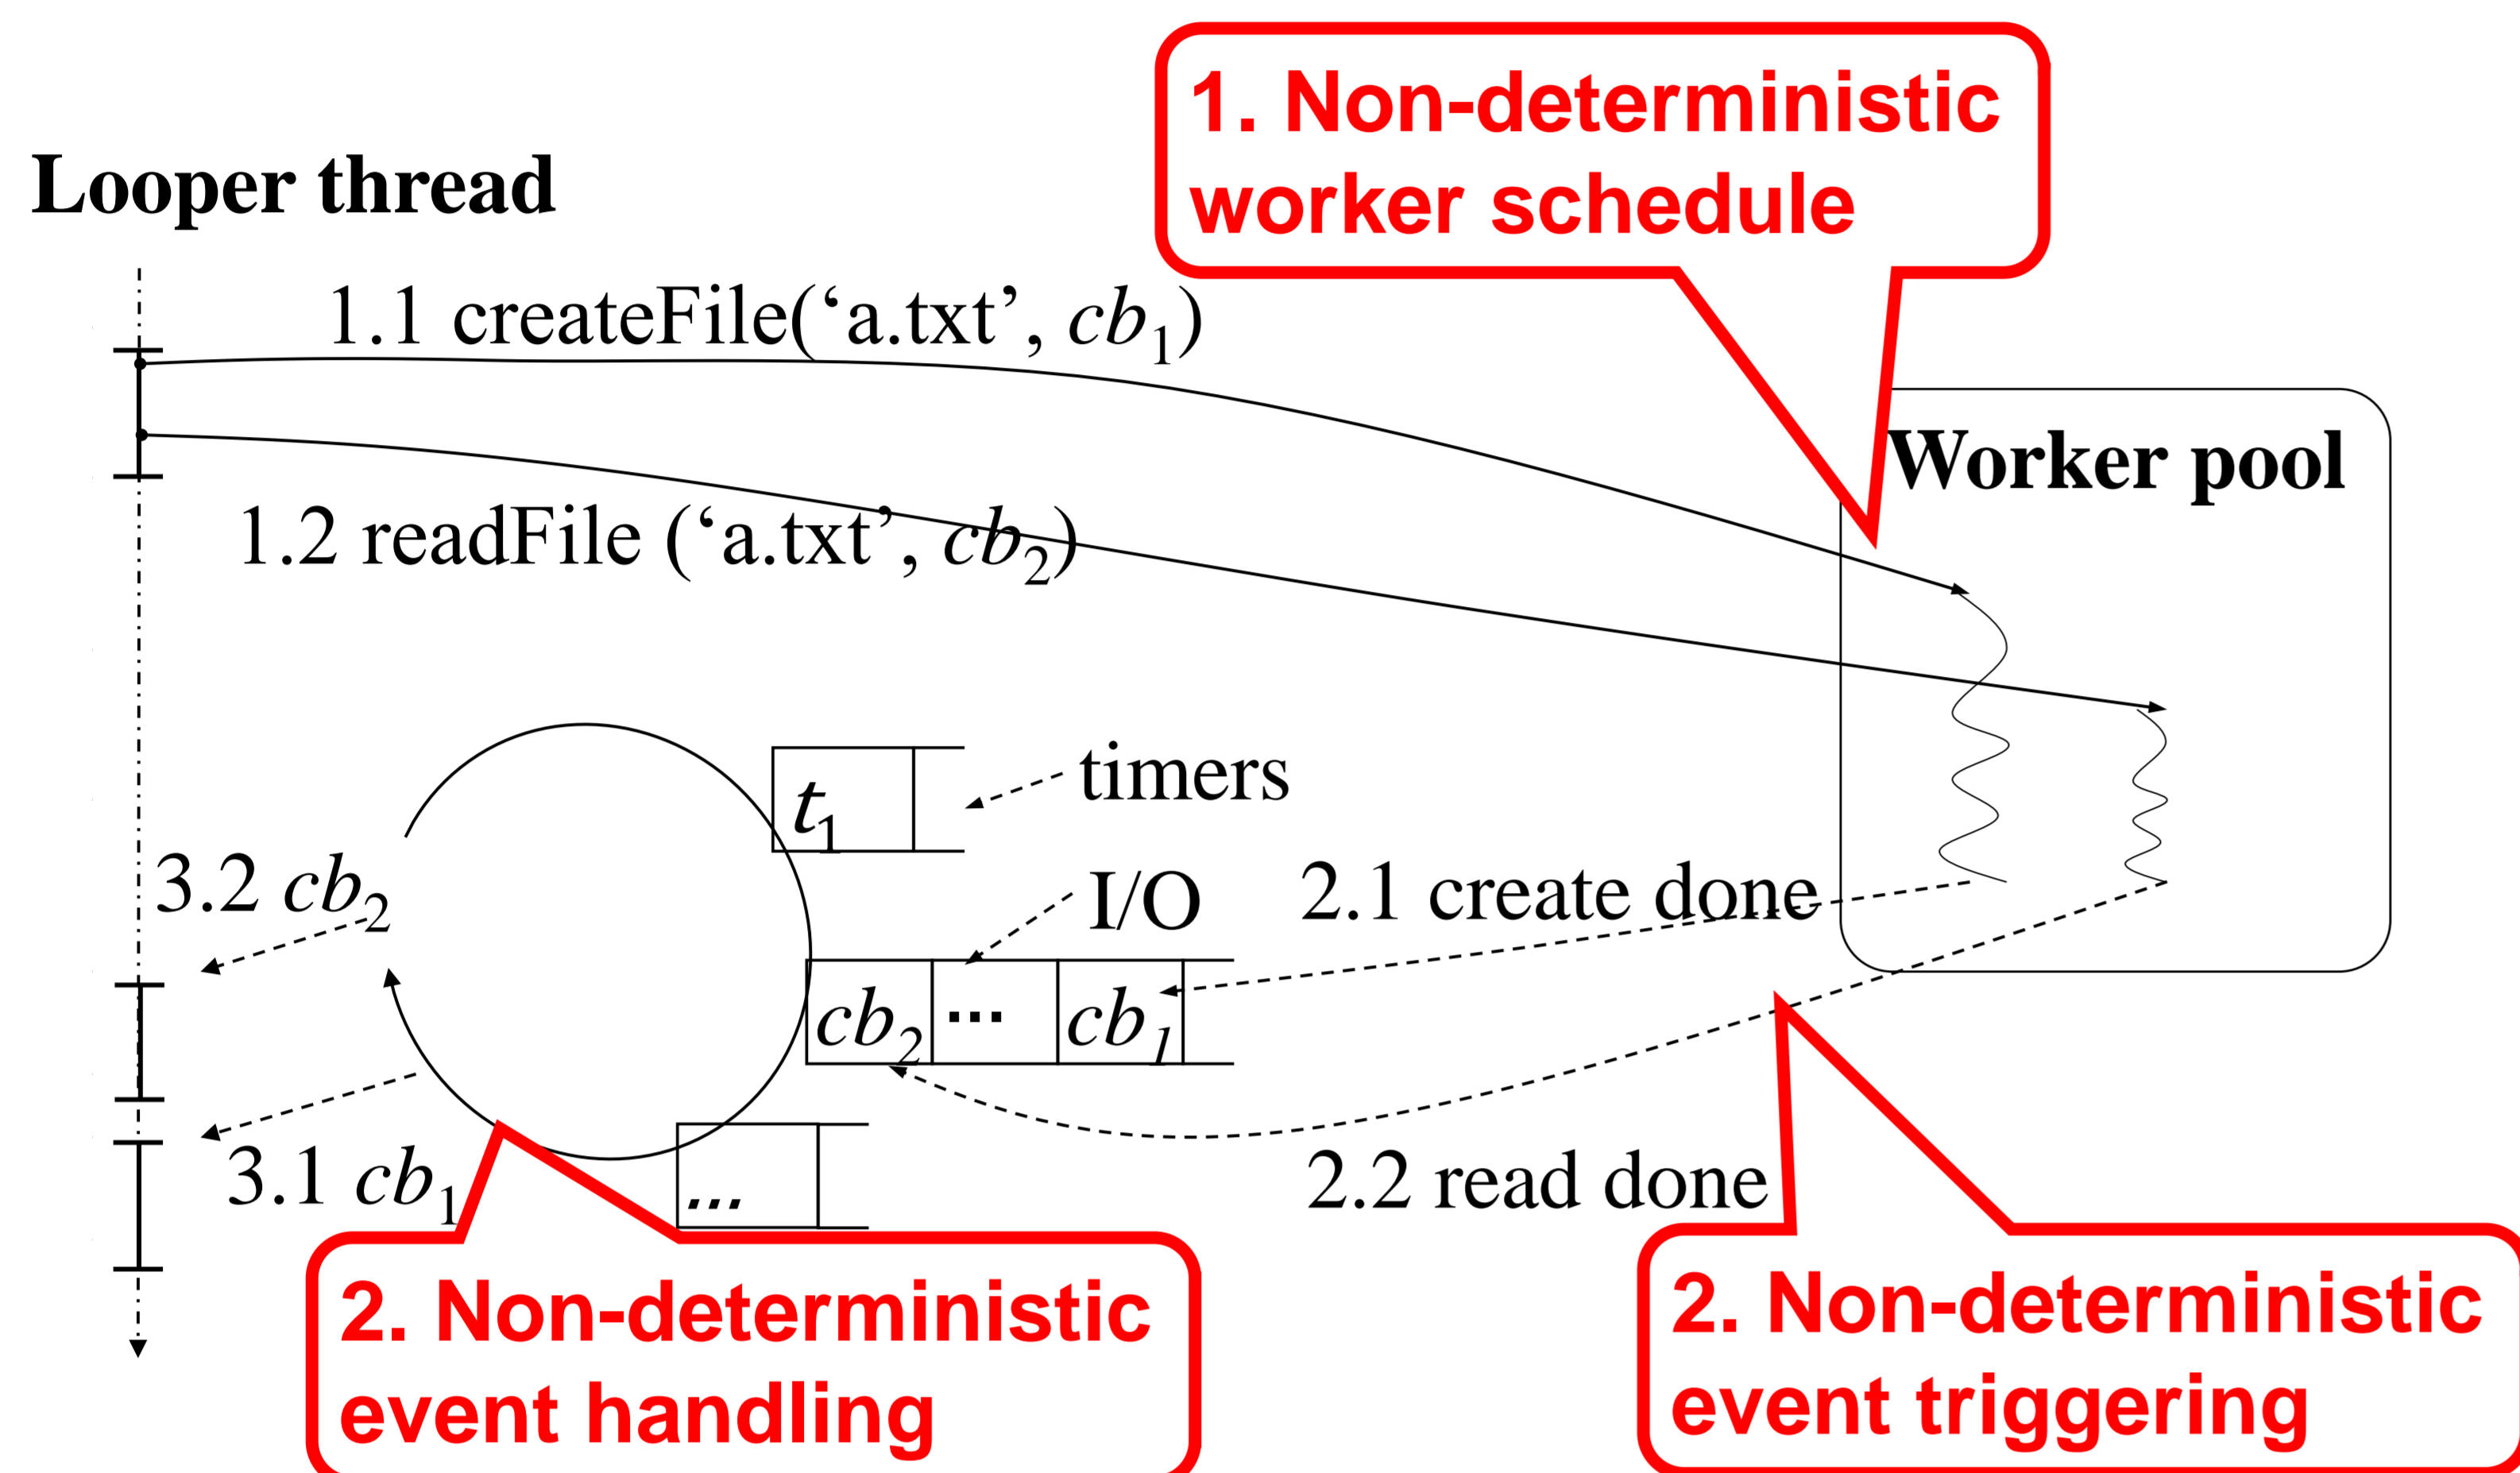 1. Non-deterministic
worker schedule
Looper thread
1.1 createFile(‘a.txt’, cb₁)
Worker pool
1.2 readFile (‘a.txt’, cb₂)
timers
t₁
3.2 cb₂
I/O
2.1 create done
cb₂ ... cb₁
3.1 cb₁
2.2 read done
...
2. Non-deterministic
event handling
2. Non-deterministic
event triggering